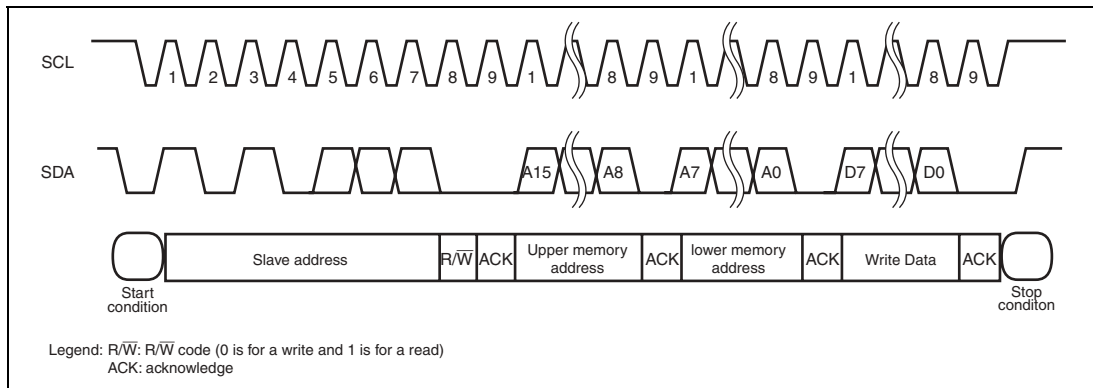 SCL
1 2 3 4 5 6 7 8 9 1 8 9 1 8 9 1 8 9
SDA
A15 A8 A7 A0 D7 D0
Slave address R/W̅ ACK Upper memory address ACK lower memory address ACK Write Data ACK
Start condition
Stop conditon
Legend: R/W̅: R/W̅ code (0 is for a write and 1 is for a read)
ACK: acknowledge